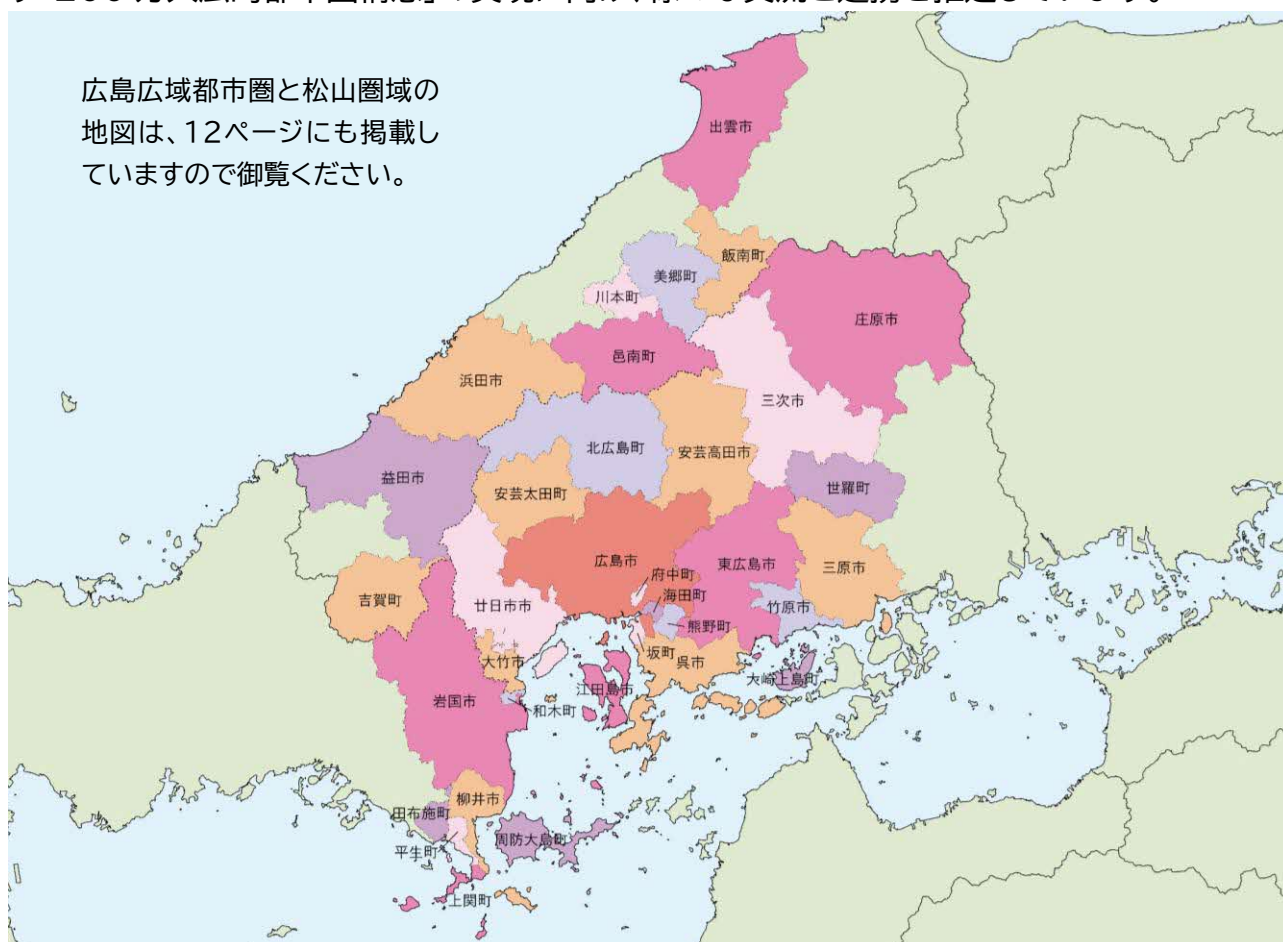 広島広域都市圏と松山圏域の
地図は、12ページにも掲載し
ていますので御覧ください。
出雲市
飯南町
美郷町
川本町
庄原市
邑南町
浜田市
三次市
北広島町
安芸高田市
益田市
安芸太田町
世羅町
広島市
東広島市
三原市
府中町
吉賀町
廿日市市
海田町
竹原市
熊野町
大竹市
坂町
呉市
大崎上島町
江田島市
岩国市
和木町
柳井市
田布施町
周防大島町
平生町
上関町